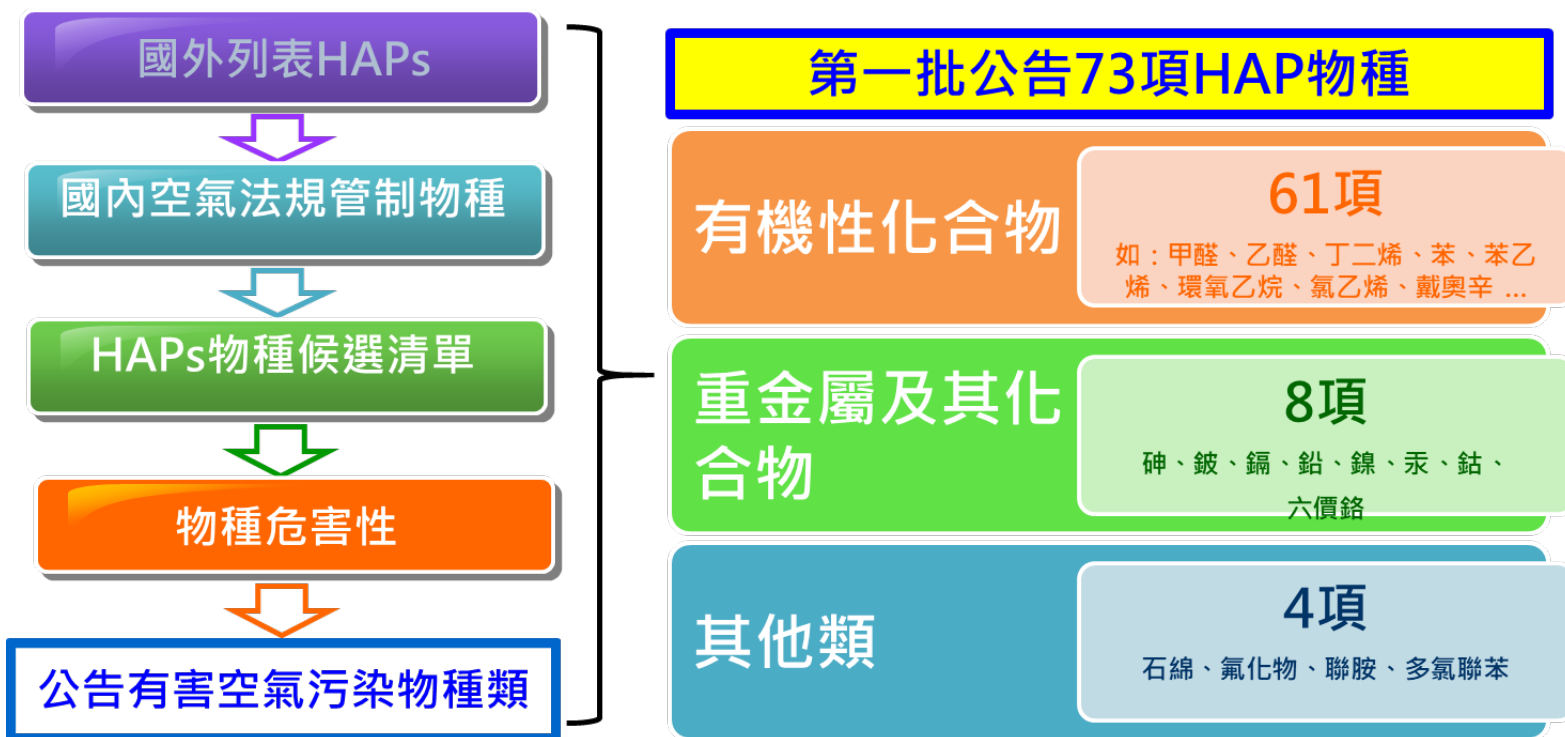 國外列表HAPs
國內空氣法規管制物種
HAPs物種候選清單
物種危害性
公告有害空氣污染物種類
第一批公告73項HAP物種
有機性化合物
61項
如：甲醛、乙醛、丁二烯、苯、苯乙
烯、環氧乙烷、氯乙烯、戴奧辛 ...
重金屬及其化
合物
8項
砷、鈹、鎘、鉛、鎳、汞、鈷、
六價鉻
其他類
4項
石綿、氟化物、聯胺、多氯聯苯